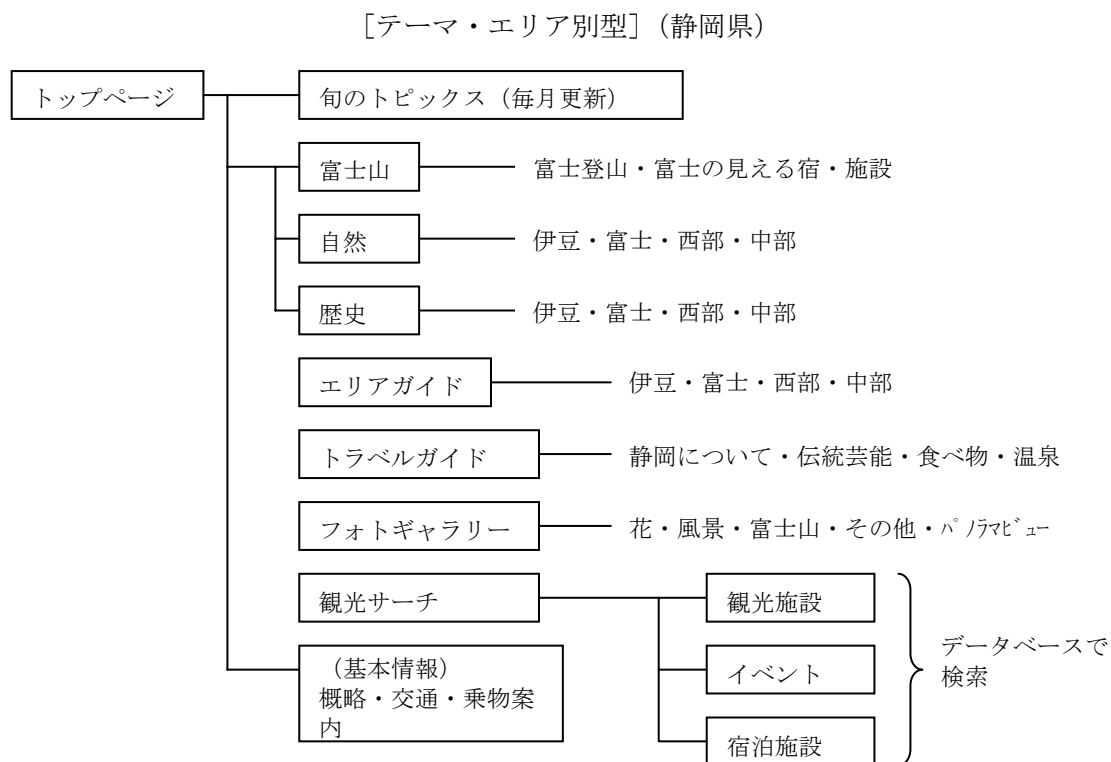 ［テーマ・エリア別型］（静岡県）
トップページ
旬のトピックス（毎月更新）
富士山
富士登山・富士の見える宿・施設
自然
伊豆・富士・西部・中部
歴史
伊豆・富士・西部・中部
エリアガイド
伊豆・富士・西部・中部
トラベルガイド
静岡について・伝統芸能・食べ物・温泉
フォトギャラリー
花・風景・富士山・その他・ﾊﾟﾉﾗﾏﾋﾞｭｰ
観光サーチ
観光施設
（基本情報）
概略・交通・乗物案
内
イベント
宿泊施設
データベースで
検索